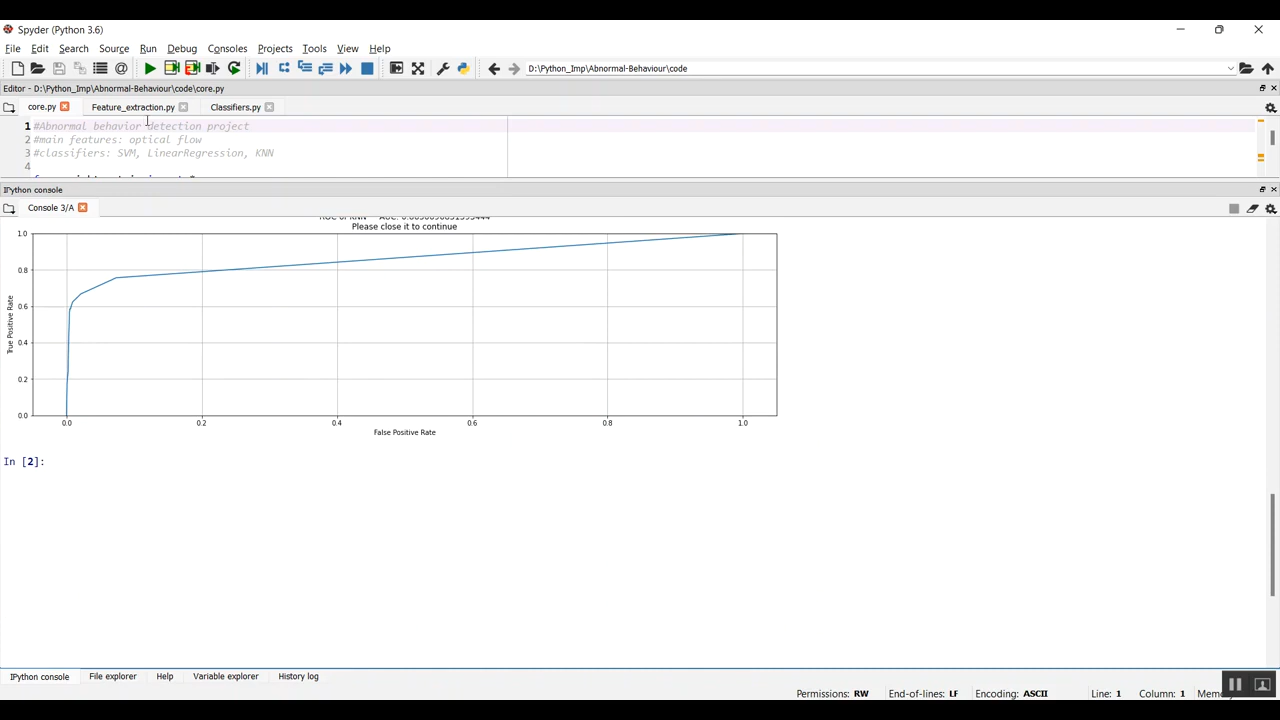 Spyder (Python 3.6)
File Edit Search Source Run Debug Consoles Projects Tools View Help
D:\Python_Imp\Abnormal-Behaviour\code
Editor - D:\Python_Imp\Abnormal-Behaviour\code\core.py
core.py Feature_extraction.py Classifiers.py
1 #Abnormal behavior detection project
2 #main features: optical flow
3 #classifiers: SVM, LinearRegression, KNN
4
IPython console
Console 3/A
Please close it to continue
1.0
0.8
0.6
0.4
0.2
0.0
True Positive Rate
0.0 0.2 0.4 0.6 0.8 1.0
False Positive Rate
In [2]:
IPython console File explorer Help Variable explorer History log
Permissions: RW End-of-lines: LF Encoding: ASCII Line: 1 Column: 1